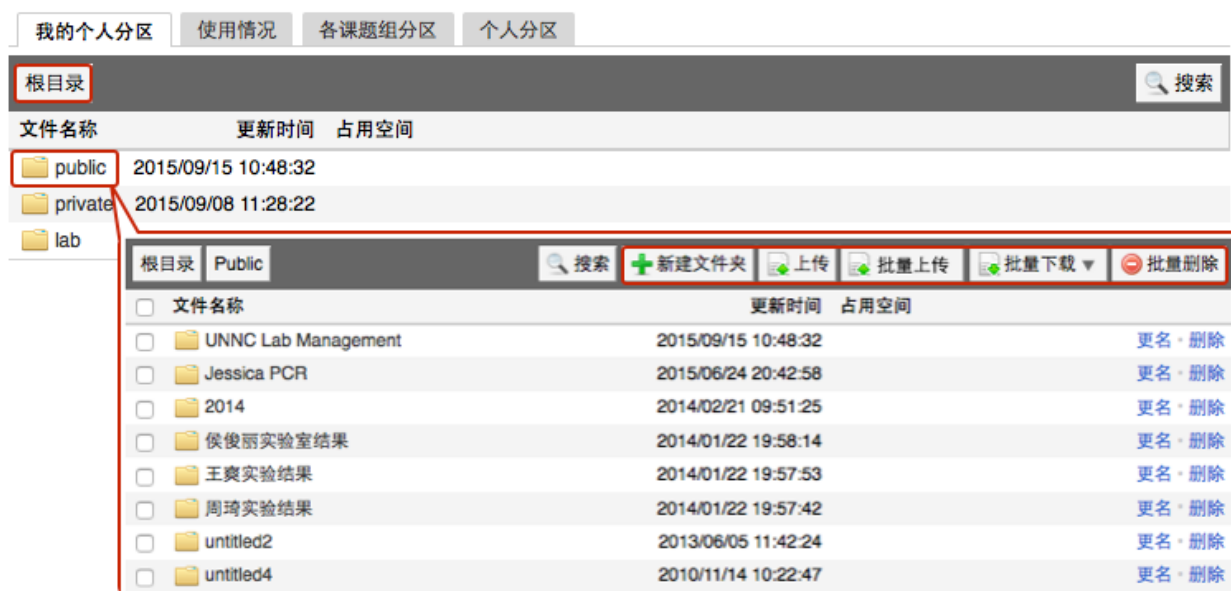 我的个人分区 使用情况 各课题组分区 个人分区
根目录 搜索
文件名称 更新时间 占用空间
public 2015/09/15 10:48:32
private 2015/09/08 11:28:22
lab
根目录 Public 搜索 新建文件夹 上传 批量上传 批量下载 批量删除
文件名称 更新时间 占用空间
UNNC Lab Management 2015/09/15 10:48:32 更名 · 删除
Jessica PCR 2015/06/24 20:42:58 更名 · 删除
2014 2014/02/21 09:51:25 更名 · 删除
侯俊丽实验室结果 2014/01/22 19:58:14 更名 · 删除
王爽实验结果 2014/01/22 19:57:53 更名 · 删除
周琦实验结果 2014/01/22 19:57:42 更名 · 删除
untitled2 2013/06/05 11:42:24 更名 · 删除
untitled4 2010/11/14 10:22:47 更名 · 删除